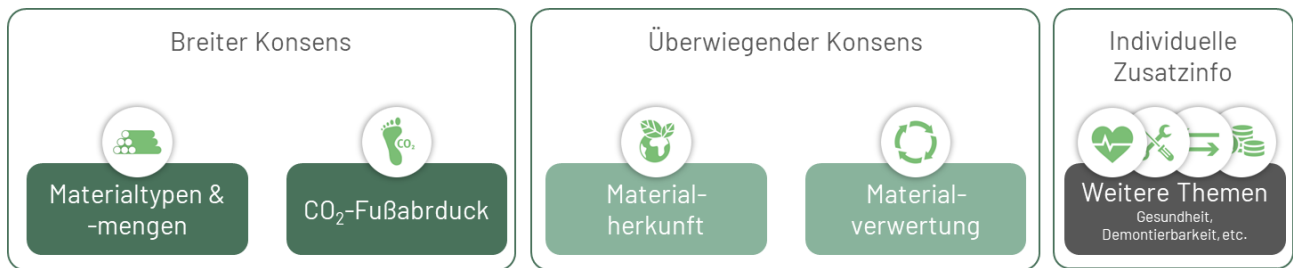 Breiter Konsens
Materialtypen &
-mengen
CO₂
CO₂-Fußabrduck
Überwiegender Konsens
Material-
herkunft
Material-
verwertung
Individuelle
Zusatzinfo
Weitere Themen
Gesundheit,
Demontierbarkeit, etc.